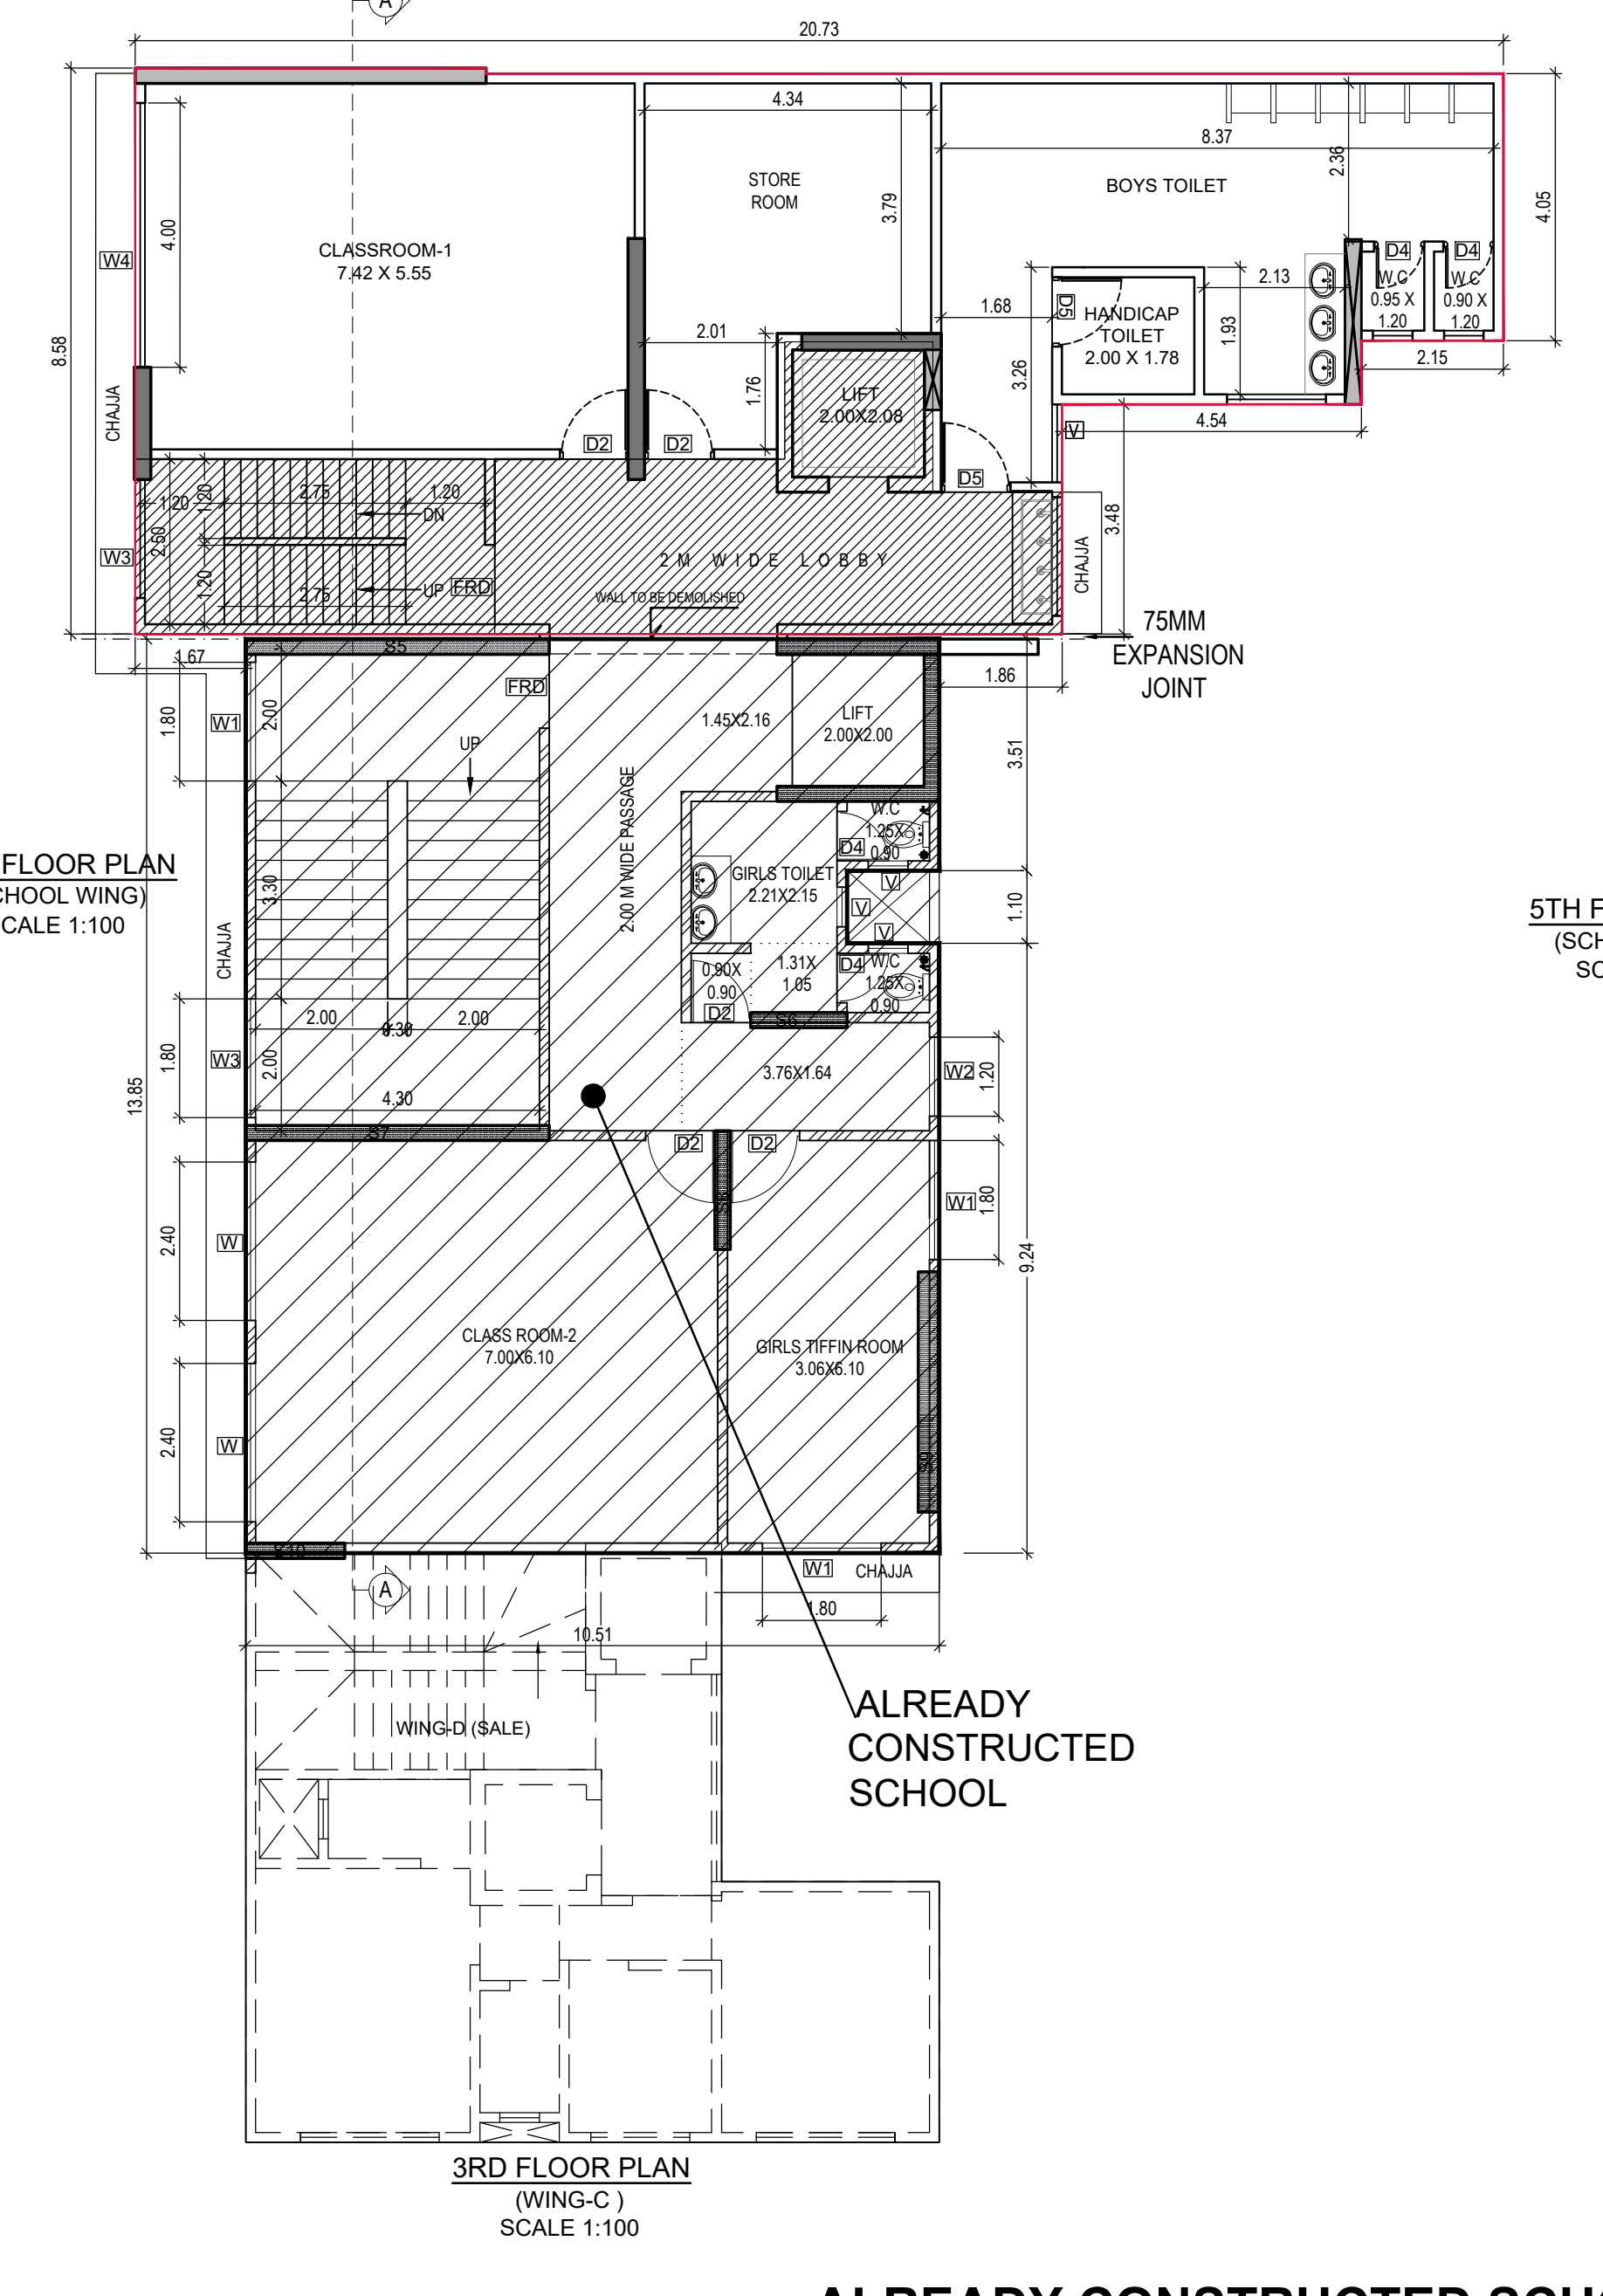 A
20.73
4.34
8.37
2.36
4.05
STORE
ROOM
BOYS TOILET
3.79
4.00
CLASSROOM-1
7.42 X 5.55
W4
8.58
CHAJJA
2.01
1.76
1.68
3.26
D5
HANDICAP
TOILET
2.00 X 1.78
1.93
2.13
D4
W.C
0.95 X
1.20
D4
W.C
0.90 X
1.20
2.15
4.54
LIFT
2.00X2.08
D2
D2
D5
V
3.48
CHAJJA
1.20
1.20
2.75
1.20
DN
2.50
W3
1.20
2.75
UP
FRD
2 M WIDE LOBBY
WALL TO BE DEMOLISHED
75MM
EXPANSION
JOINT
1.67
S5
1.86
FRD
1.80
W1
2.00
UP
1.45X2.16
LIFT
2.00X2.00
3.51
2.00 M WIDE PASSAGE
W.C
1.25X
0.90
D4
FLOOR PLAN
CHOOL WING)
CALE 1:100
3.30
CHAJJA
GIRLS TOILET
2.21X2.15
V
V
V
1.10
5TH F
(SCH
SC
0.90X
0.90
D2
1.31X
1.05
D4
W.C
1.25X
0.90
S6
2.00
0.30
2.00
1.80
W3
2.00
4.30
13.85
3.76X1.64
W2
1.20
S7
D2
D2
W1
1.80
2.40
W
9.24
CLASS ROOM-2
7.00X6.10
GIRLS TIFFIN ROOM
3.06X6.10
2.40
W
S10
A
W1
CHAJJA
1.80
10.51
WING-D (SALE)
ALREADY
CONSTRUCTED
SCHOOL
3RD FLOOR PLAN
(WING-C )
SCALE 1:100